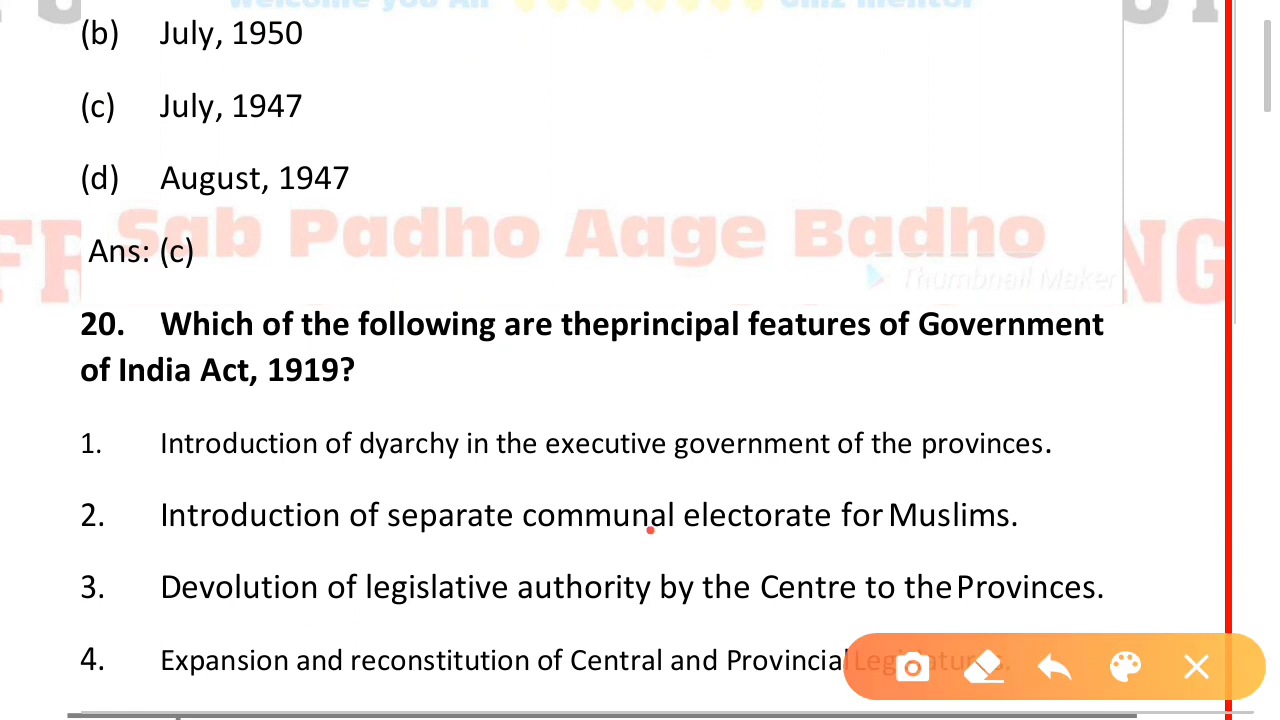 (b) July, 1950
(c) July, 1947
(d) August, 1947
Sab Padho Aage Badho
Ans: (c)
Thumbnail Maker
20. Which of the following are theprincipal features of Government
of India Act, 1919?
1. Introduction of dyarchy in the executive government of the provinces.
2. Introduction of separate communal electorate for Muslims.
3. Devolution of legislative authority by the Centre to the Provinces.
4. Expansion and reconstitution of Central and Provincial Legislatures.